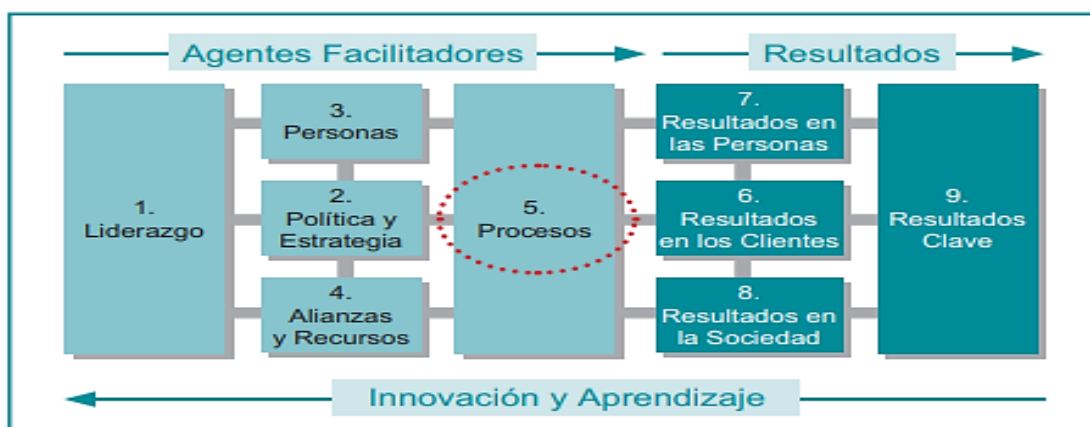 Agentes Facilitadores
Resultados
1.
Liderazgo
3.
Personas
2.
Política y
Estrategia
4.
Alianzas
y Recursos
5.
Procesos
7.
Resultados en
las Personas
6.
Resultados
en los Clientes
8.
Resultados en
la Sociedad
9.
Resultados
Clave
Innovación y Aprendizaje